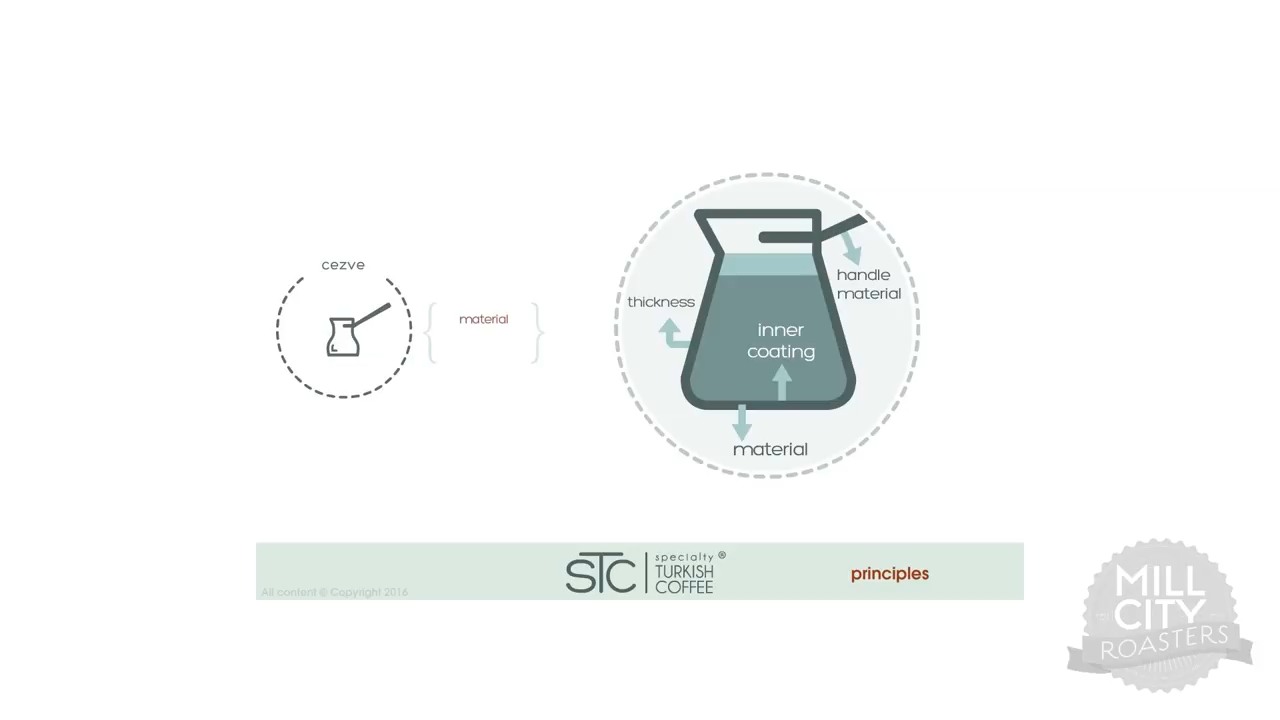 cezve
material
thickness
handle
material
inner
coating
material
All content © Copyright 2016
STC
specialty ®
TURKISH
COFFEE
principles
MILL
CITY
ROASTERS